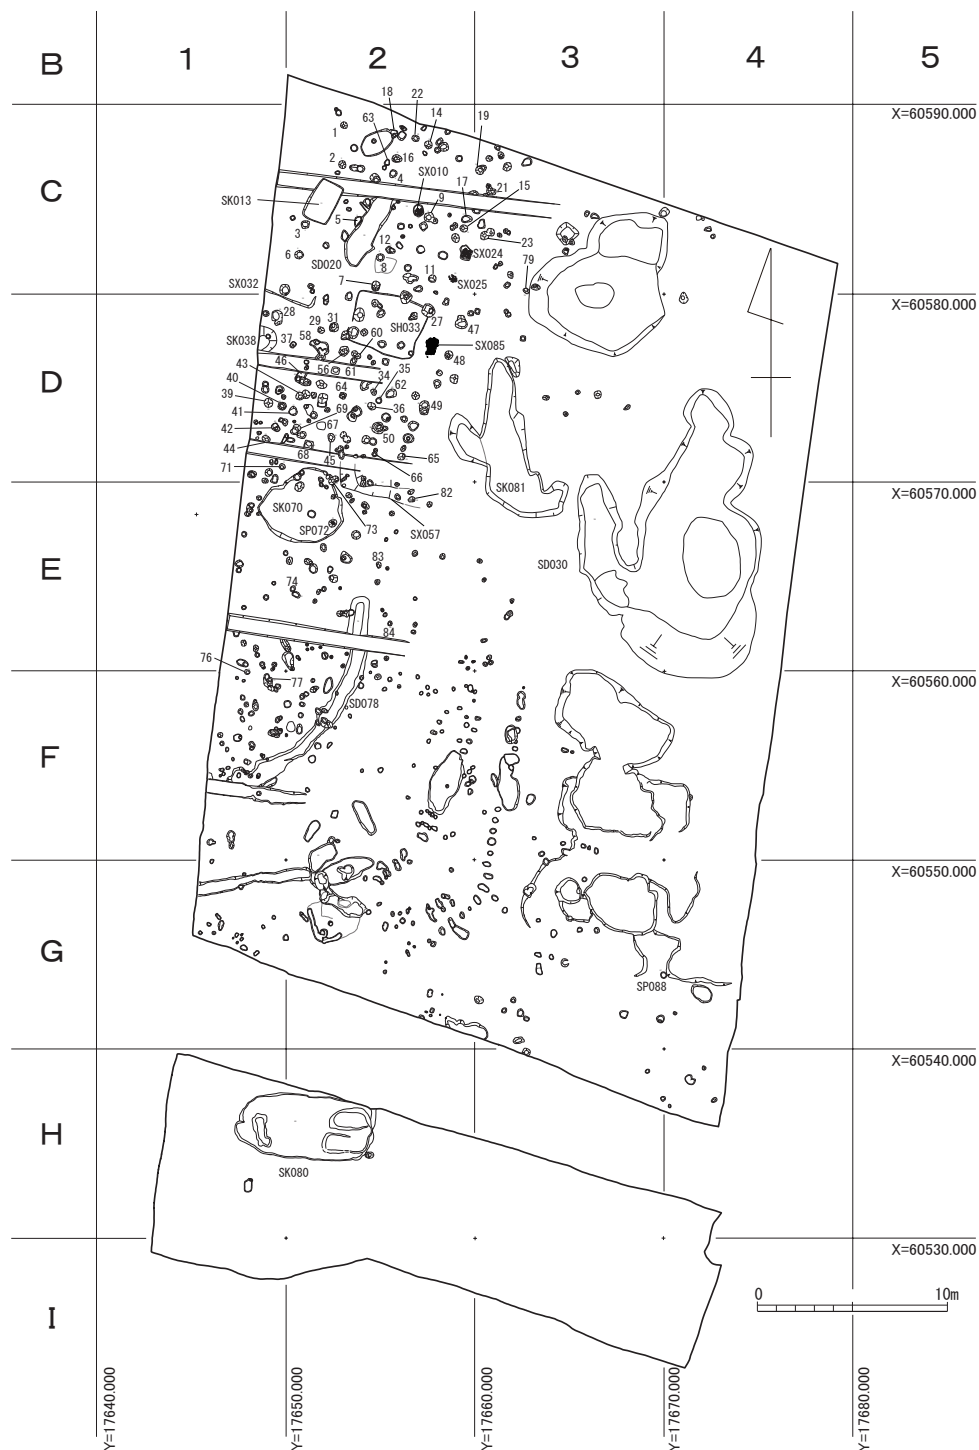 B
1
2
3
4
5
X=60590.000
18
22
63
14
19
1
2
16
4
SX010
C
SK013
9
17
21
15
5
3
12
23
6
SD020
8
SX024
79
7
11
SX025
SX032
X=60580.000
28
29
31
27
47
SH033
60
SK038
37
58
SX085
56
61
35
48
43
46
34
D
40
64
62
39
41
69
36
49
42
67
50
44
68
45
65
71
66
X=60570.000
SK081
82
SK070
SP072
73
SX057
E
83
SD030
74
84
76
X=60560.000
77
SD078
F
X=60550.000
G
SP088
X=60540.000
H
SK080
X=60530.000
0
10m
I
Y=17640.000
Y=17650.000
Y=17660.000
Y=17670.000
Y=17680.000